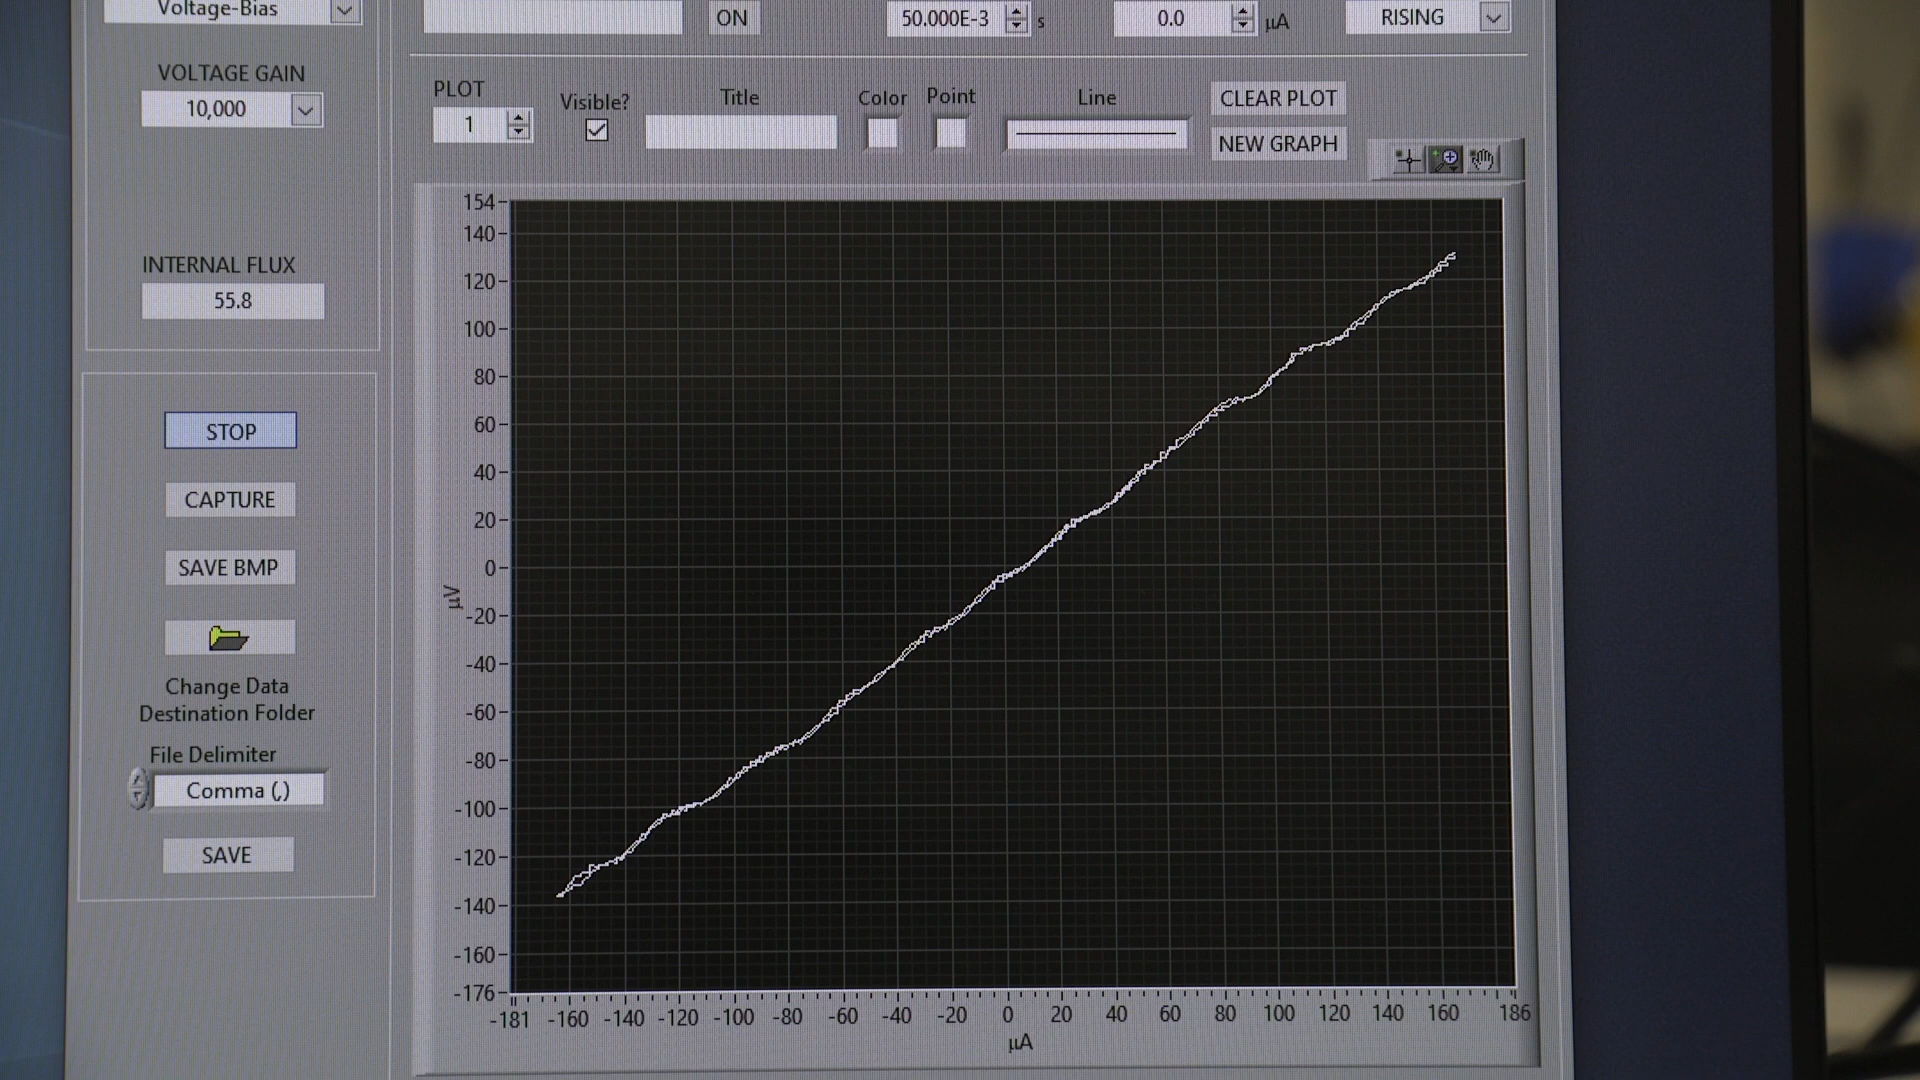 Voltage-Bias
ON
50.000E-3
s
0.0
µA
RISING
VOLTAGE GAIN
10,000
PLOT
1
Visible?
Title
Color
Point
Line
CLEAR PLOT
NEW GRAPH
INTERNAL FLUX
55.8
STOP
CAPTURE
SAVE BMP
Change Data
Destination Folder
File Delimiter
Comma (,)
SAVE
154
140
120
100
80
60
40
20
0
-20
-40
-60
-80
-100
-120
-140
-160
-176
µV
-181 -160 -140 -120 -100 -80 -60 -40 -20 0 20 40 60 80 100 120 140 160 186
µA